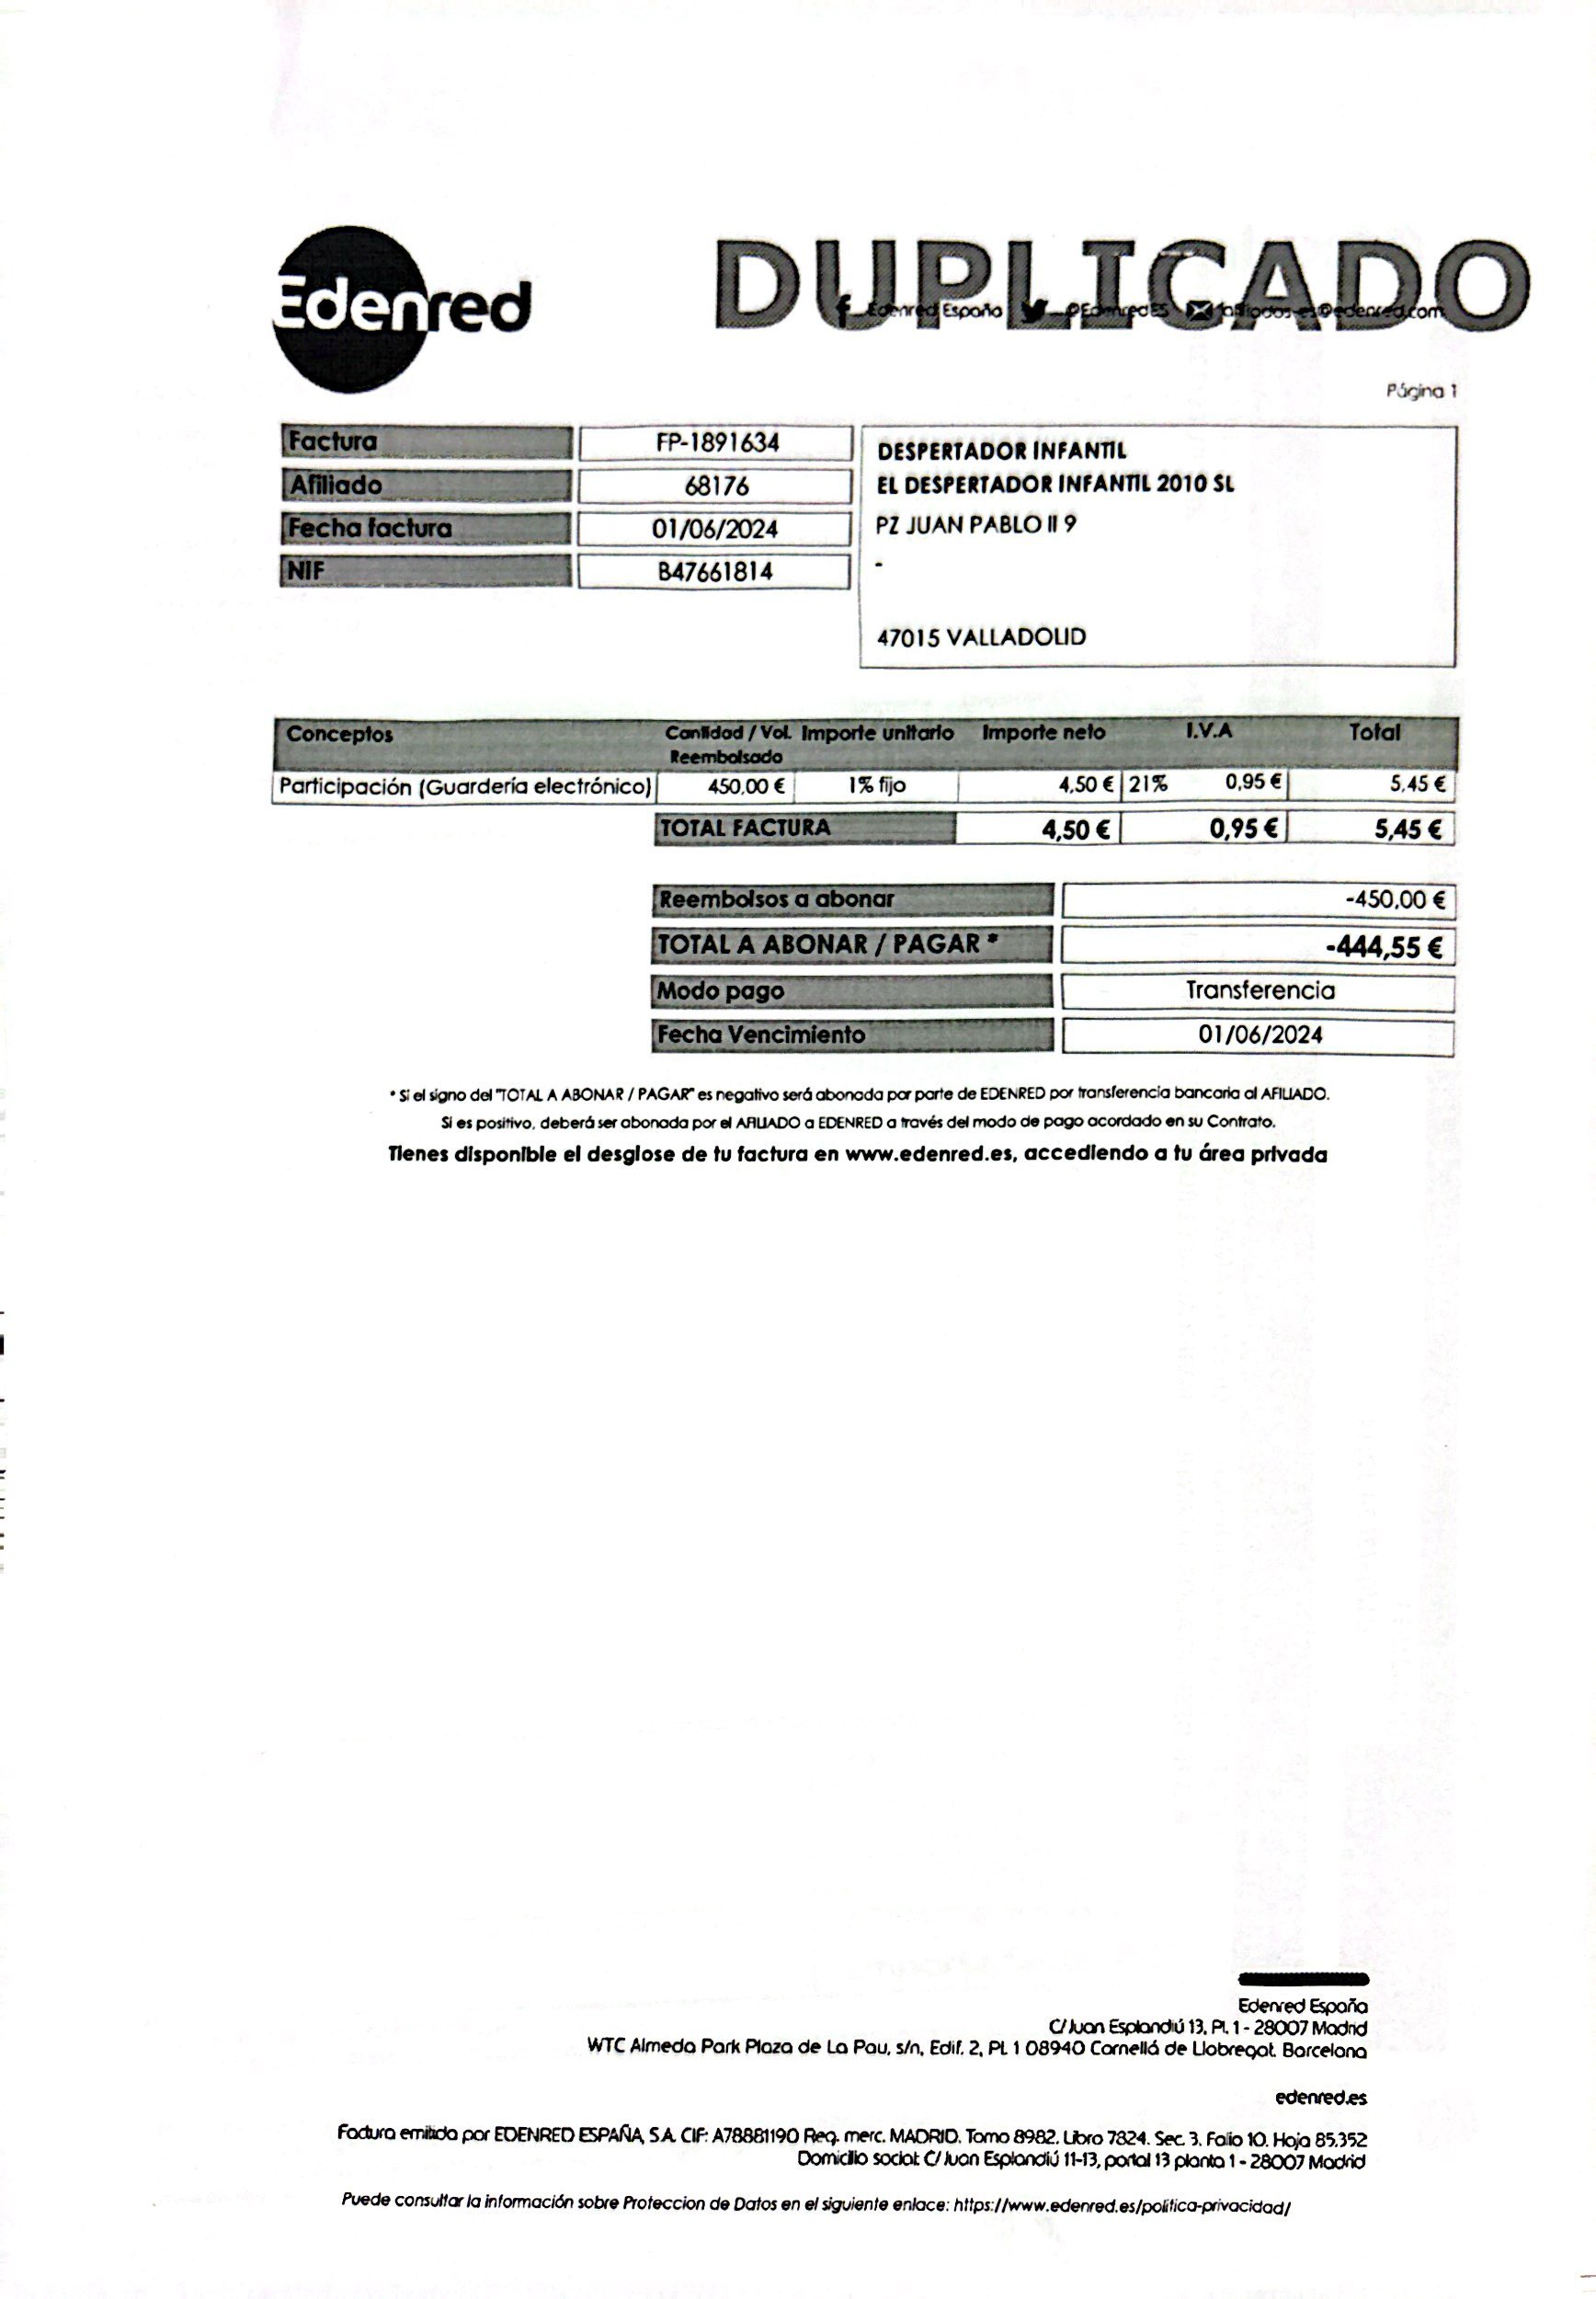 Edenred
DUPLICADO
Edenred España @EdenredES afiliados-es@edenred.com
Página 1
Factura FP-1891634
Afiliado 68176
Fecha factura 01/06/2024
NIF B47661814
DESPERTADOR INFANTIL
EL DESPERTADOR INFANTIL 2010 SL
PZ JUAN PABLO II 9
-
47015 VALLADOLID
Conceptos Cantidad / Vol. Reembolsado Importe unitario Importe neto I.V.A Total
Participación (Guardería electrónico) 450,00 € 1% fijo 4,50 € 21% 0,95 € 5,45 €
TOTAL FACTURA 4,50 € 0,95 € 5,45 €
Reembolsos a abonar -450,00 €
TOTAL A ABONAR / PAGAR * -444,55 €
Modo pago Transferencia
Fecha Vencimiento 01/06/2024
* Si el signo del "TOTAL A ABONAR / PAGAR" es negativo será abonada por parte de EDENRED por transferencia bancaria al AFILIADO.
Si es positivo, deberá ser abonada por el AFILIADO a EDENRED a través del modo de pago acordado en su Contrato.
Tienes disponible el desglose de tu factura en www.edenred.es, accediendo a tu área privada
Edenred España
C/ Juan Esplandiú 13, Pl. 1 - 28007 Madrid
WTC Almeda Park Plaza de La Pau, s/n, Edif. 2, PL 1 08940 Cornellá de Llobregat. Barcelona
edenred.es
Factura emitida por EDENRED ESPAÑA, S.A. CIF: A78881190 Reg. merc. MADRID. Tomo 8982. Libro 7824. Sec. 3. Folio 10. Hoja 85.352
Domicilio social: C/ Juan Esplandiú 11-13, portal 13 planta 1 - 28007 Madrid
Puede consultar la información sobre Proteccion de Datos en el siguiente enlace: https://www.edenred.es/politica-privacidad/